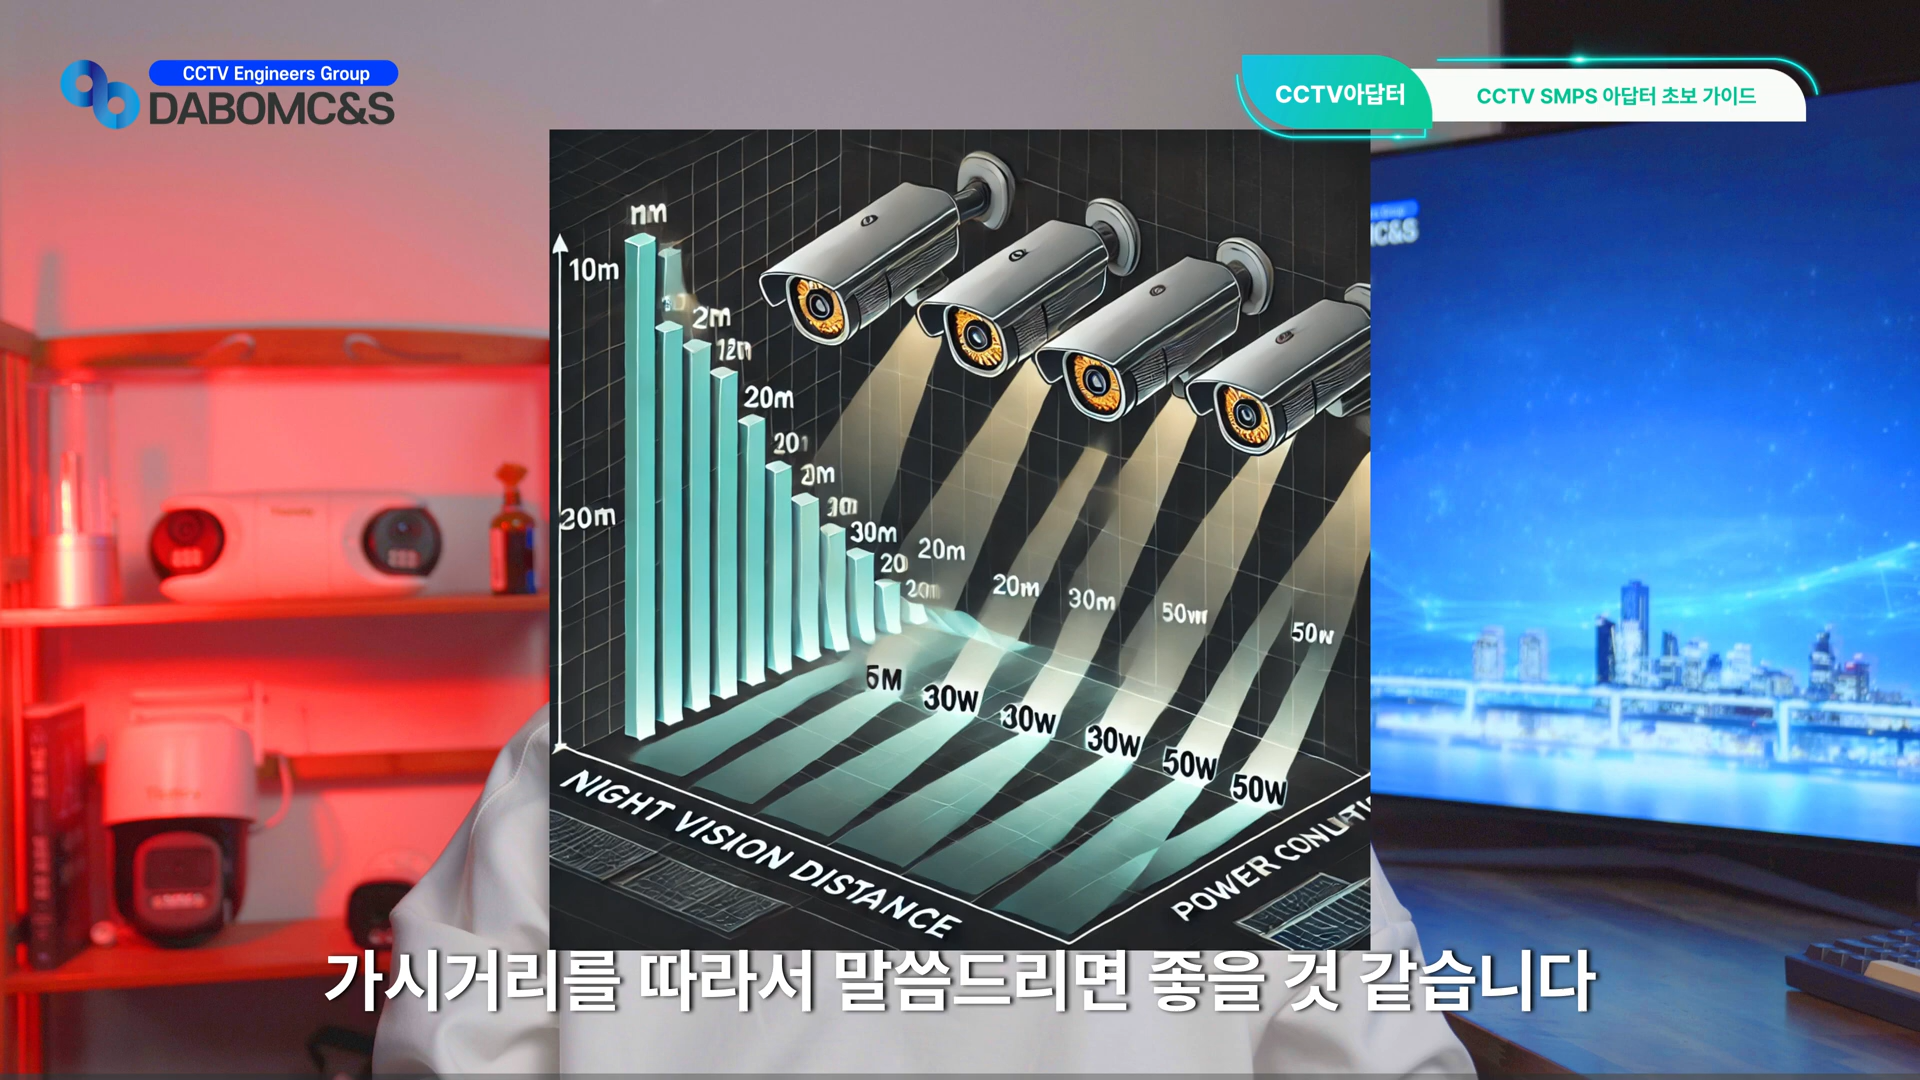 CCTV Engineers Group
DABOMC&S
CCTV아답터
CCTV SMPS 아답터 초보 가이드
C&S
10m
2m
20m
20m
30m
20
20m
20m
30m
50w
5M
30W
30W
30W
50W
50W
NIGHT VISION DISTANCE
POWER
가시거리를 따라서 말씀드리면 좋을 것 같습니다